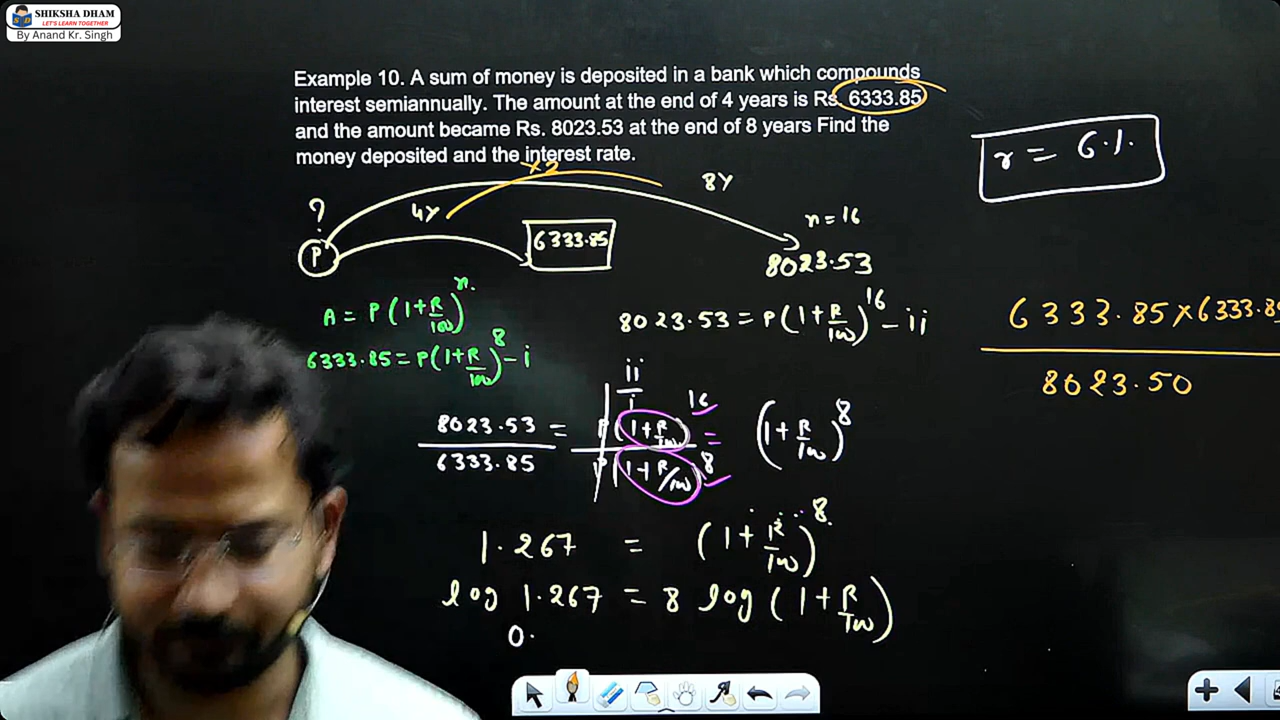 SHIKSHA DHAM
LET'S LEARN TOGETHER
By Anand Kr. Singh
Example 10. A sum of money is deposited in a bank which compounds
interest semiannually. The amount at the end of 4 years is Rs. 6333.85
and the amount became Rs. 8023.53 at the end of 8 years Find the
money deposited and the interest rate.
r = 6%
×2
8Y
?
4Y
n = 16
P
6333.85
8023.53
A = P(1+R/100)^n
8023.53 = P(1+R/100)^16 - ii
6333.85 × 6333.85
8023.50
6333.85 = P(1+R/100)^8 - i
ii
i
8023.53 / 6333.85 = P(1+R/100)^16 / P(1+R/100)^8 = (1+R/100)^8
1.267 = (1+R/100)^8
log 1.267 = 8 log (1+R/100)
0.